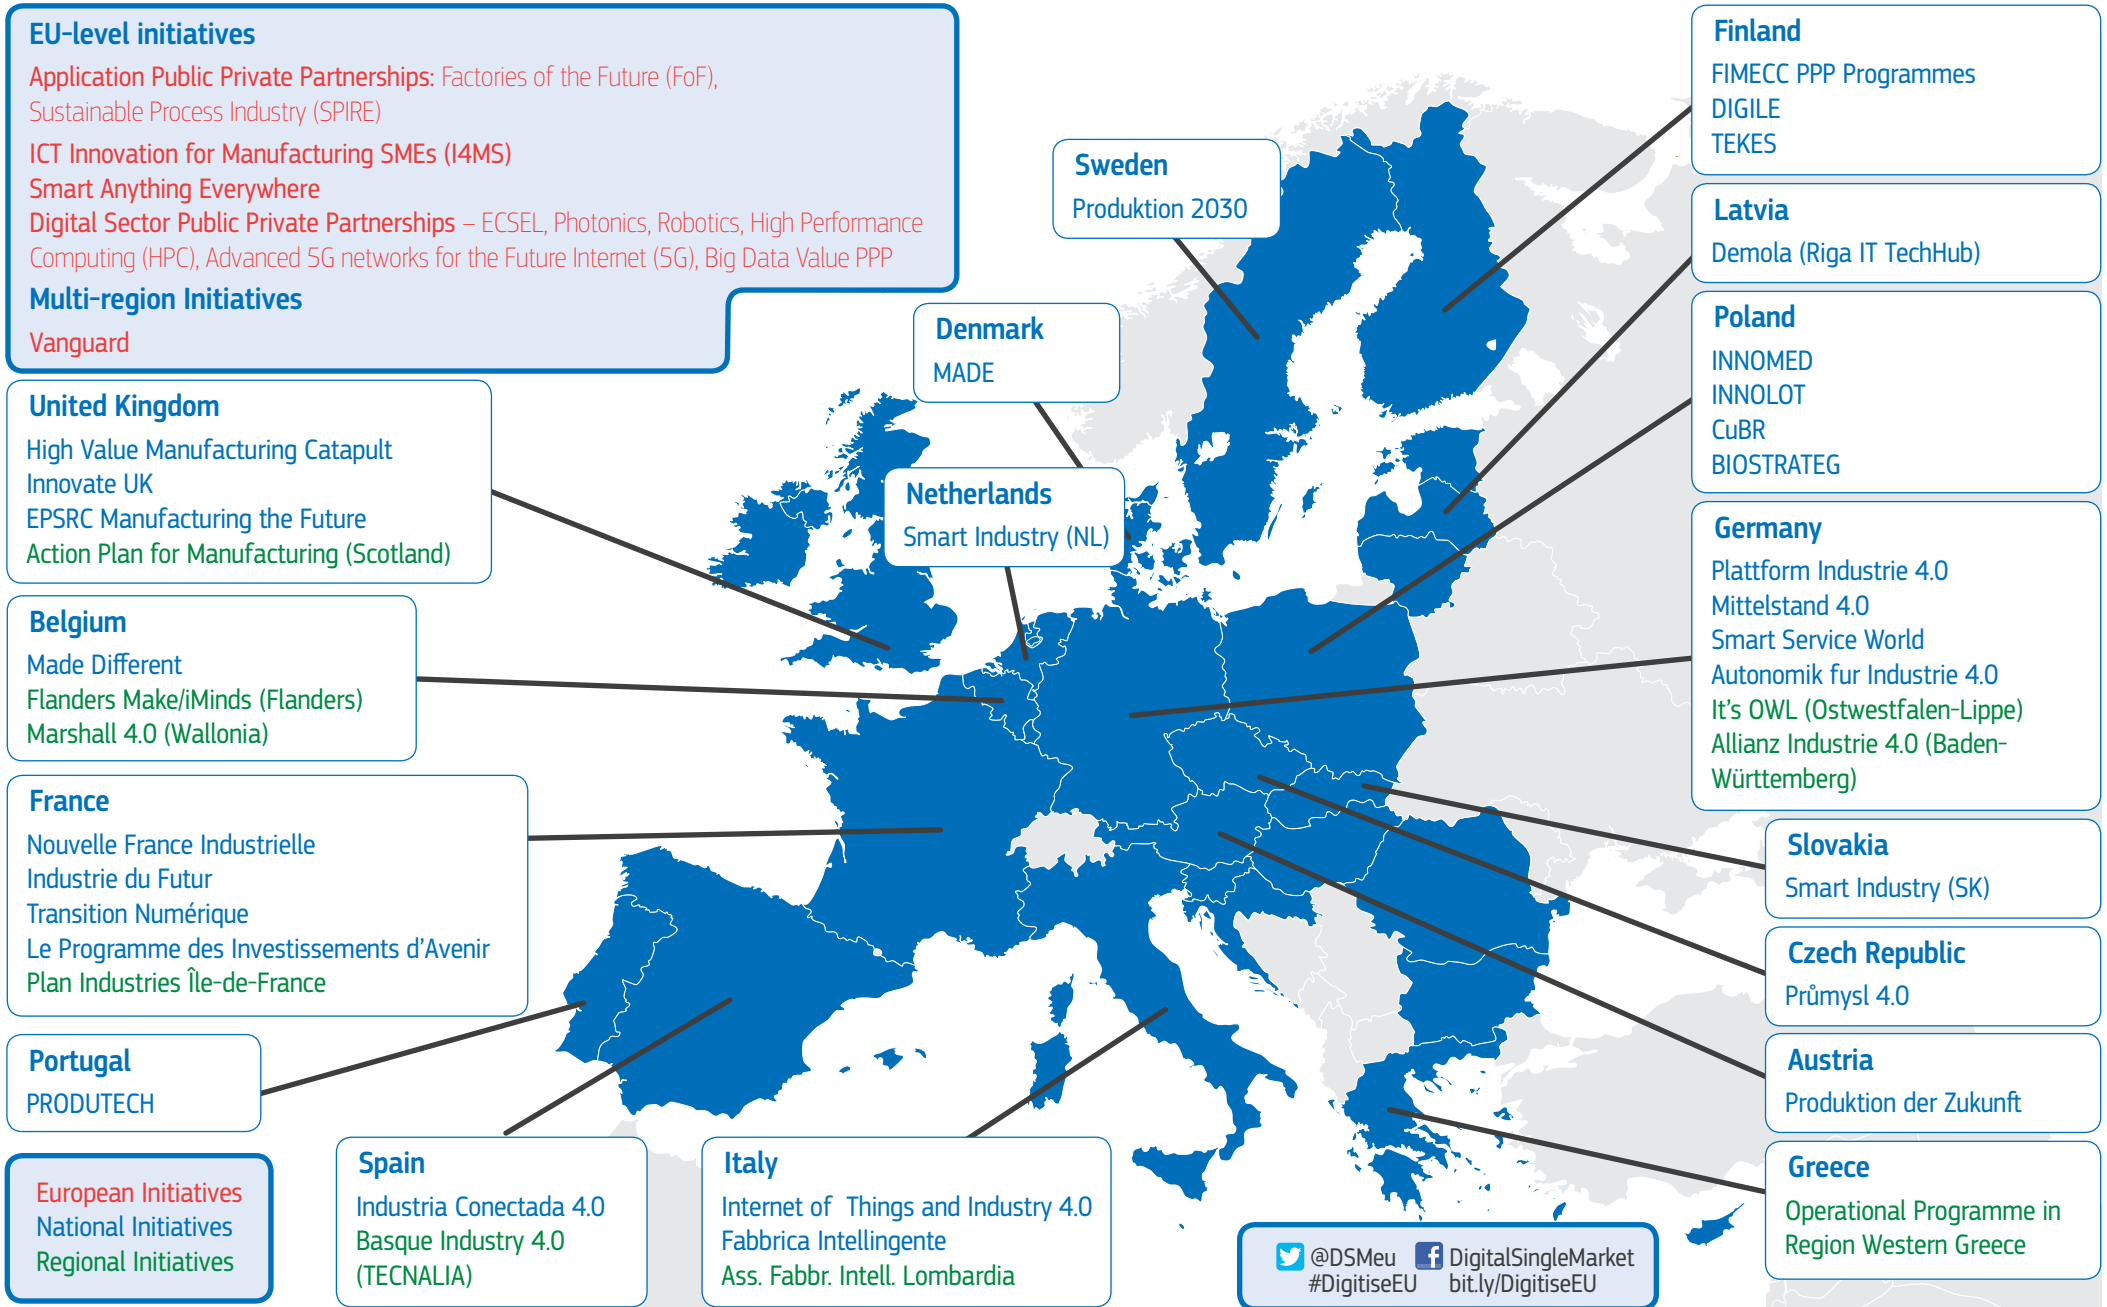 EU-level initiatives
Application Public Private Partnerships: Factories of the Future (FoF),
Sustainable Process Industry (SPIRE)
ICT Innovation for Manufacturing SMEs (I4MS)
Smart Anything Everywhere
Digital Sector Public Private Partnerships – ECSEL, Photonics, Robotics, High Performance
Computing (HPC), Advanced 5G networks for the Future Internet (5G), Big Data Value PPP
Multi-region Initiatives
Vanguard
United Kingdom
High Value Manufacturing Catapult
Innovate UK
EPSRC Manufacturing the Future
Action Plan for Manufacturing (Scotland)
Belgium
Made Different
Flanders Make/iMinds (Flanders)
Marshall 4.0 (Wallonia)
France
Nouvelle France Industrielle
Industrie du Futur
Transition Numérique
Le Programme des Investissements d'Avenir
Plan Industries Île-de-France
Portugal
PRODUTECH
European Initiatives
National Initiatives
Regional Initiatives
Spain
Industria Conectada 4.0
Basque Industry 4.0
(TECNALIA)
Italy
Internet of Things and Industry 4.0
Fabbrica Intellingente
Ass. Fabbr. Intell. Lombardia
Sweden
Produktion 2030
Denmark
MADE
Netherlands
Smart Industry (NL)
Finland
FIMECC PPP Programmes
DIGILE
TEKES
Latvia
Demola (Riga IT TechHub)
Poland
INNOMED
INNOLOT
CuBR
BIOSTRATEG
Germany
Plattform Industrie 4.0
Mittelstand 4.0
Smart Service World
Autonomik fur Industrie 4.0
It's OWL (Ostwestfalen-Lippe)
Allianz Industrie 4.0 (Baden-
Württemberg)
Slovakia
Smart Industry (SK)
Czech Republic
Průmysl 4.0
Austria
Produktion der Zukunft
Greece
Operational Programme in
Region Western Greece
@DSMeu DigitalSingleMarket
#DigitiseEU bit.ly/DigitiseEU